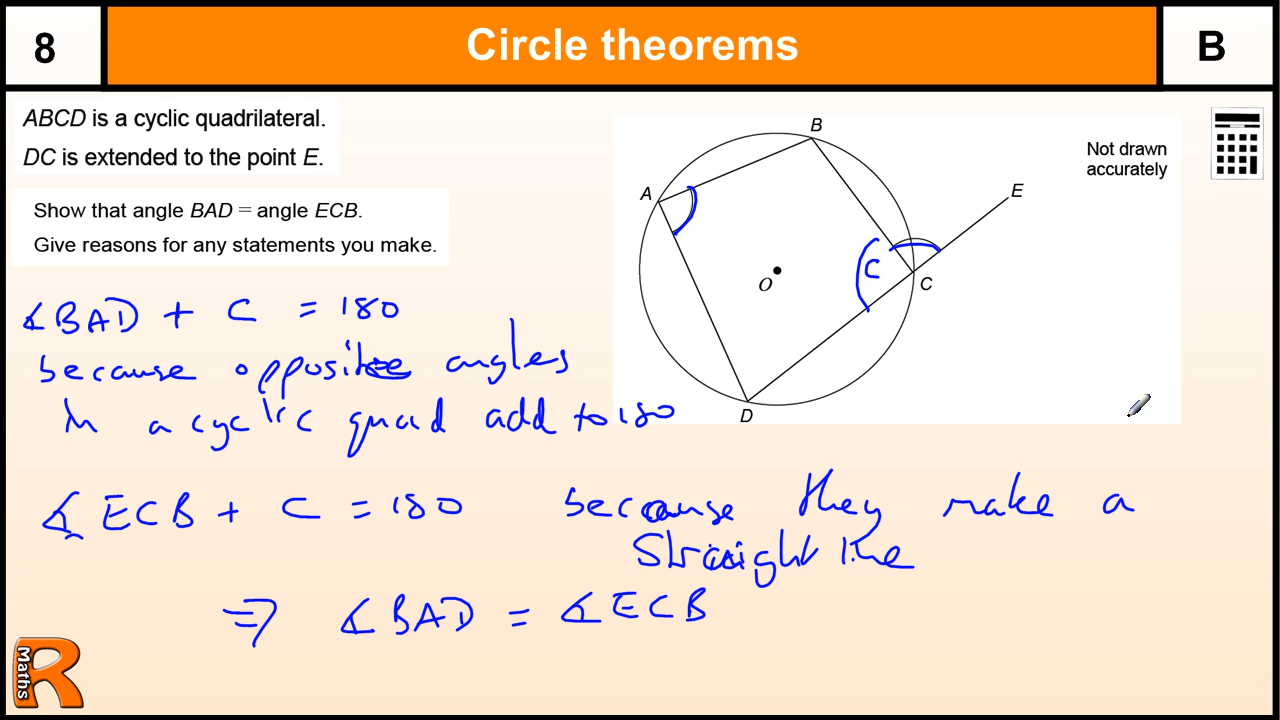 8
Circle theorems
B
ABCD is a cyclic quadrilateral.
DC is extended to the point E.
Show that angle BAD = angle ECB.
Give reasons for any statements you make.
Not drawn
accurately
B
A
E
C
O
C
D
∡BAD + C = 180
because opposite angles
in a cyclic quad add to 180
∡ECB + C = 180 because they make a
straight line
⇒ ∡BAD = ∡ECB
R
Maths